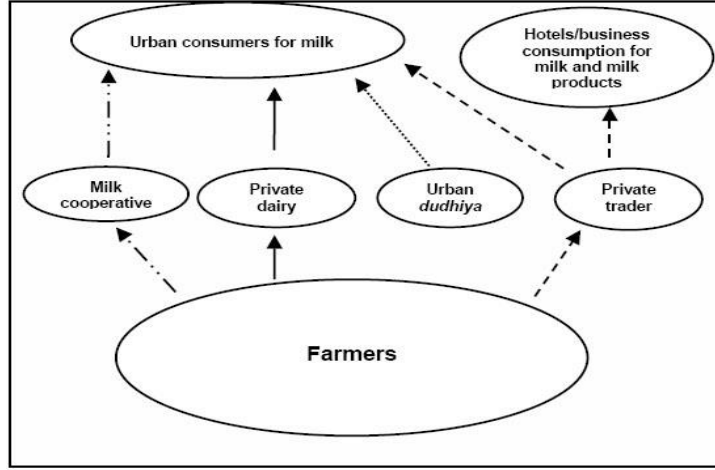 Urban consumers for milk
Hotels/business
consumption for
milk and milk
products
Milk
cooperative
Private
dairy
Urban
dudhiya
Private
trader
Farmers